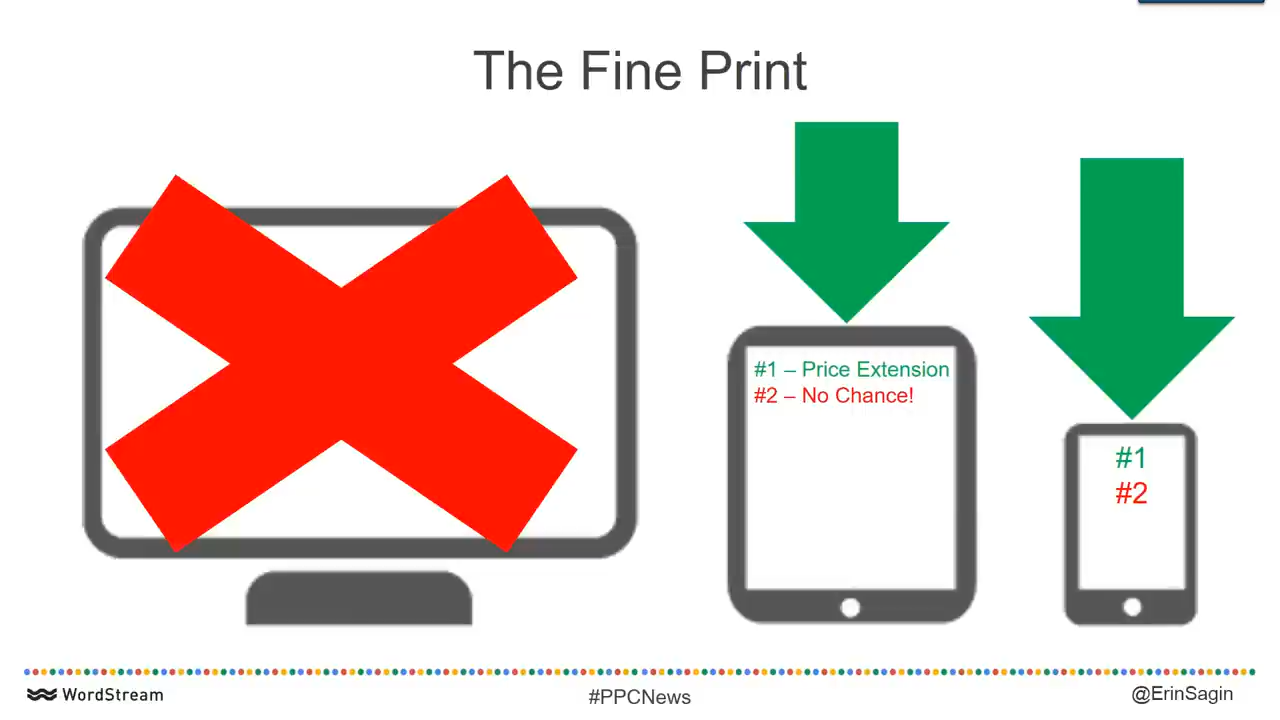 The Fine Print
#1 – Price Extension
#2 – No Chance!
#1
#2
WordStream
#PPCNews
@ErinSagin